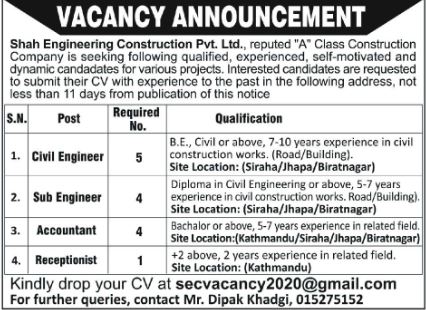 VACANCY ANNOUNCEMENT
Shah Engineering Construction Pvt. Ltd., reputed "A" Class Construction
Company is seeking following qualified, experienced, self-motivated and
dynamic candadates for various projects. Interested candidates are requested
to submit their CV with experience to the past in the following address, not
less than 11 days from publication of this notice
S.N. Post Required No. Qualification
1. Civil Engineer 5 B.E., Civil or above, 7-10 years experience in civil
construction works. (Road/Building).
Site Location: (Siraha/Jhapa/Biratnagar)
2. Sub Engineer 4 Diploma in Civil Engineering or above, 5-7 years
experience in civil construction works. Road/Building).
Site Location: (Siraha/Jhapa/Biratnagar)
3. Accountant 4 Bachalor or above, 5-7 years experience in related field.
Site Location:(Kathmandu/Siraha/Jhapa/Biratnagar)
4. Receptionist 1 +2 above, 2 years experience in related field.
Site Location: (Kathmandu)
Kindly drop your CV at secvacancy2020@gmail.com
For further queries, contact Mr. Dipak Khadgi, 015275152